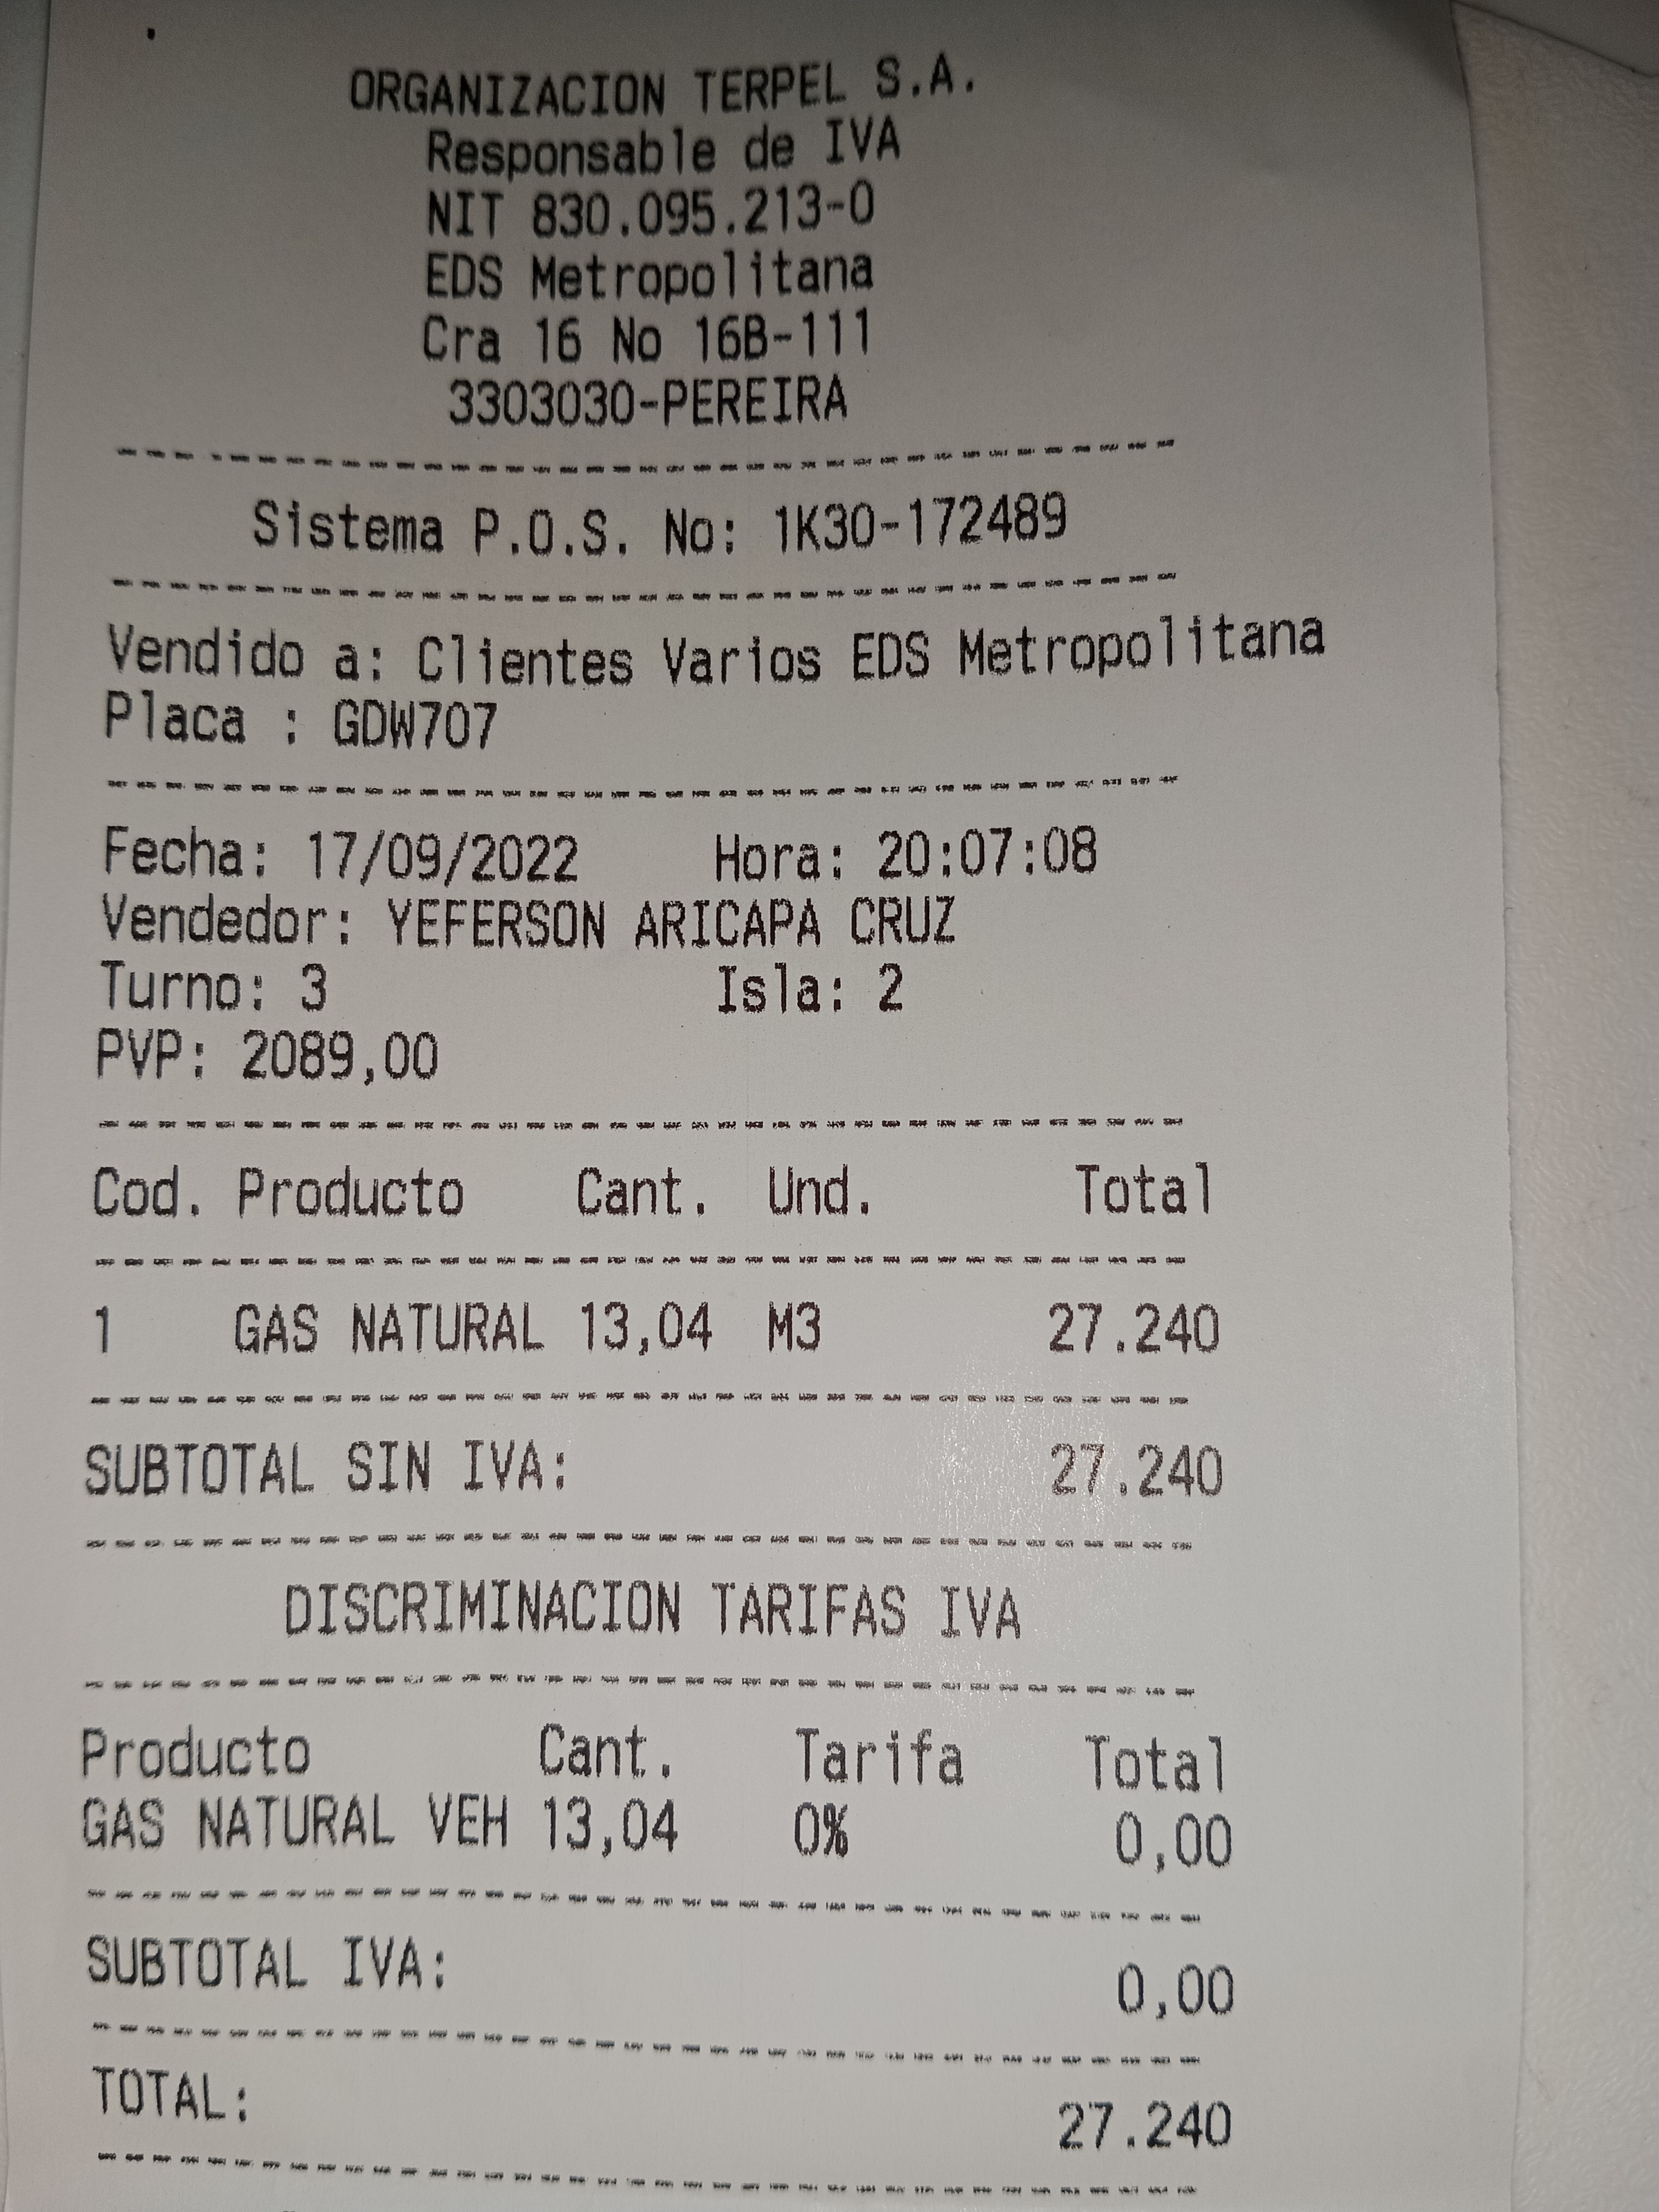 ORGANIZACION TERPEL S.A.
Responsable de IVA
NIT 830.095.213-0
EDS Metropolitana
Cra 16 No 16B-111
3303030-PEREIRA
Sistema P.O.S. No: 1K30-172489
Vendido a: Clientes Varios EDS Metropolitana
Placa : GDW707
Fecha: 17/09/2022 Hora: 20:07:08
Vendedor: YEFERSON ARICAPA CRUZ
Turno: 3 Isla: 2
PVP: 2089,00
Cod. Producto Cant. Und. Total
1 GAS NATURAL 13,04 M3 27.240
SUBTOTAL SIN IVA: 27.240
DISCRIMINACION TARIFAS IVA
Producto Cant. Tarifa Total
GAS NATURAL VEH 13,04 0% 0,00
SUBTOTAL IVA: 0,00
TOTAL: 27.240